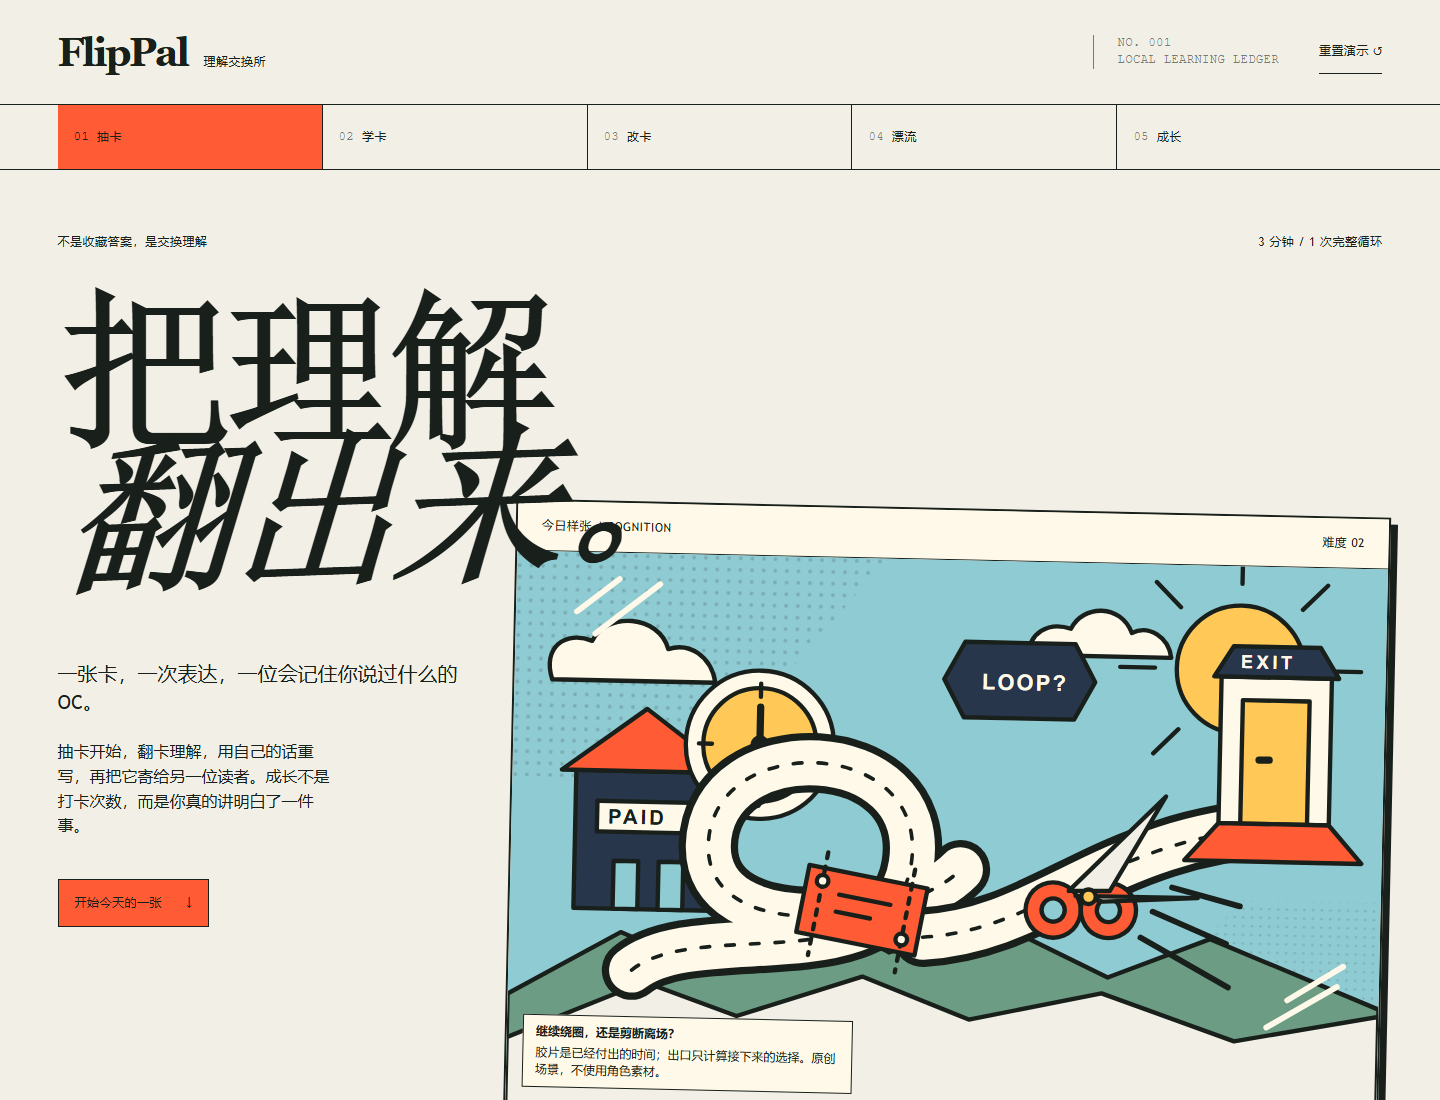 FlipPal 理解交换所
NO. 001
LOCAL LEARNING LEDGER
重置演示 ↺
01 抽卡
02 学卡
03 改卡
04 漂流
05 成长
不是收藏答案，是交换理解
3 分钟 / 1 次完整循环
把理解
翻出来。
一张卡，一次表达，一位会记住你说过什么的
OC。
抽卡开始，翻卡理解，用自己的话重
写，再把它寄给另一位读者。成长不是
打卡次数，而是你真的讲明白了一件
事。
开始今天的一张 ↓
今日样张
难度 02
LOOP?
EXIT
PAID
继续绕圈，还是剪断离场？
胶片是已经付出的时间；出口只计算接下来的选择。原创
场景，不使用角色素材。